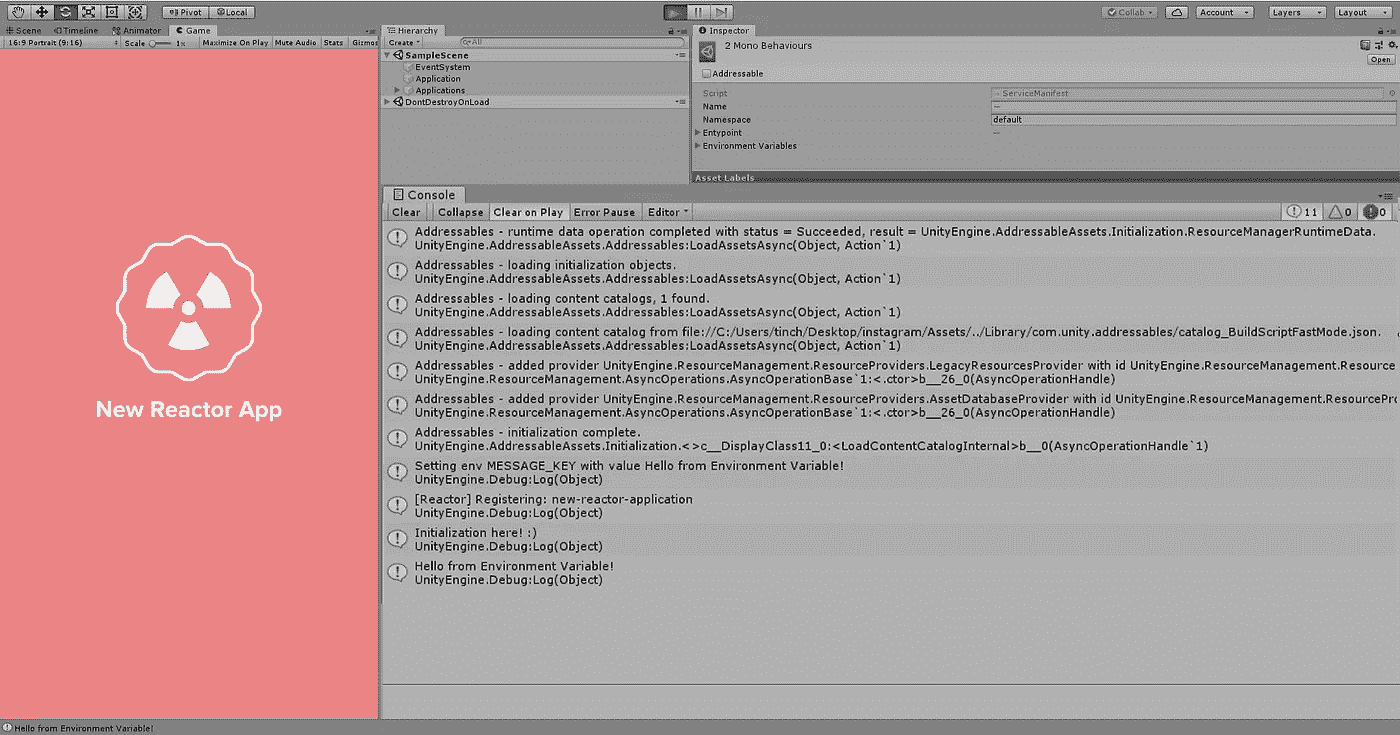 Pivot Local
Collab Account Layers Layout
Scene Timeline Animator Game
16:9 Portrait (9:16) Scale 1x Maximize On Play Mute Audio Stats Gizmos
New Reactor App
Hierarchy
Create All
SampleScene
EventSystem
Application
Applications
DontDestroyOnLoad
Inspector
2 Mono Behaviours
Open
Addressable
Script ServiceManifest
Name —
Namespace default
Entypoint —
Environment Variables
Asset Labels
Console
Clear Collapse Clear on Play Error Pause Editor 11 0 0
Addressables - runtime data operation completed with status = Succeeded, result = UnityEngine.AddressableAssets.Initialization.ResourceManagerRuntimeData.
UnityEngine.AddressableAssets.Addressables:LoadAssetsAsync(Object, Action`1)
Addressables - loading initialization objects.
UnityEngine.AddressableAssets.Addressables:LoadAssetsAsync(Object, Action`1)
Addressables - loading content catalogs, 1 found.
UnityEngine.AddressableAssets.Addressables:LoadAssetsAsync(Object, Action`1)
Addressables - loading content catalog from file://C:/Users/tinch/Desktop/instagram/Assets/../Library/com.unity.addressables/catalog_BuildScriptFastMode.json.
UnityEngine.AddressableAssets.Addressables:LoadAssetsAsync(Object, Action`1)
Addressables - added provider UnityEngine.ResourceManagement.ResourceProviders.LegacyResourcesProvider with id UnityEngine.ResourceManagement.Resource
UnityEngine.ResourceManagement.AsyncOperations.AsyncOperationBase`1:<.ctor>b__26_0(AsyncOperationHandle)
Addressables - added provider UnityEngine.ResourceManagement.ResourceProviders.AssetDatabaseProvider with id UnityEngine.ResourceManagement.ResourcePro
UnityEngine.ResourceManagement.AsyncOperations.AsyncOperationBase`1:<.ctor>b__26_0(AsyncOperationHandle)
Addressables - initialization complete.
UnityEngine.AddressableAssets.Initialization.<>c__DisplayClass11_0:<LoadContentCatalogInternal>b__0(AsyncOperationHandle`1)
Setting env MESSAGE_KEY with value Hello from Environment Variable!
UnityEngine.Debug:Log(Object)
[Reactor] Registering: new-reactor-application
UnityEngine.Debug:Log(Object)
Initialization here! :)
UnityEngine.Debug:Log(Object)
Hello from Environment Variable!
UnityEngine.Debug:Log(Object)
Hello from Environment Variable!